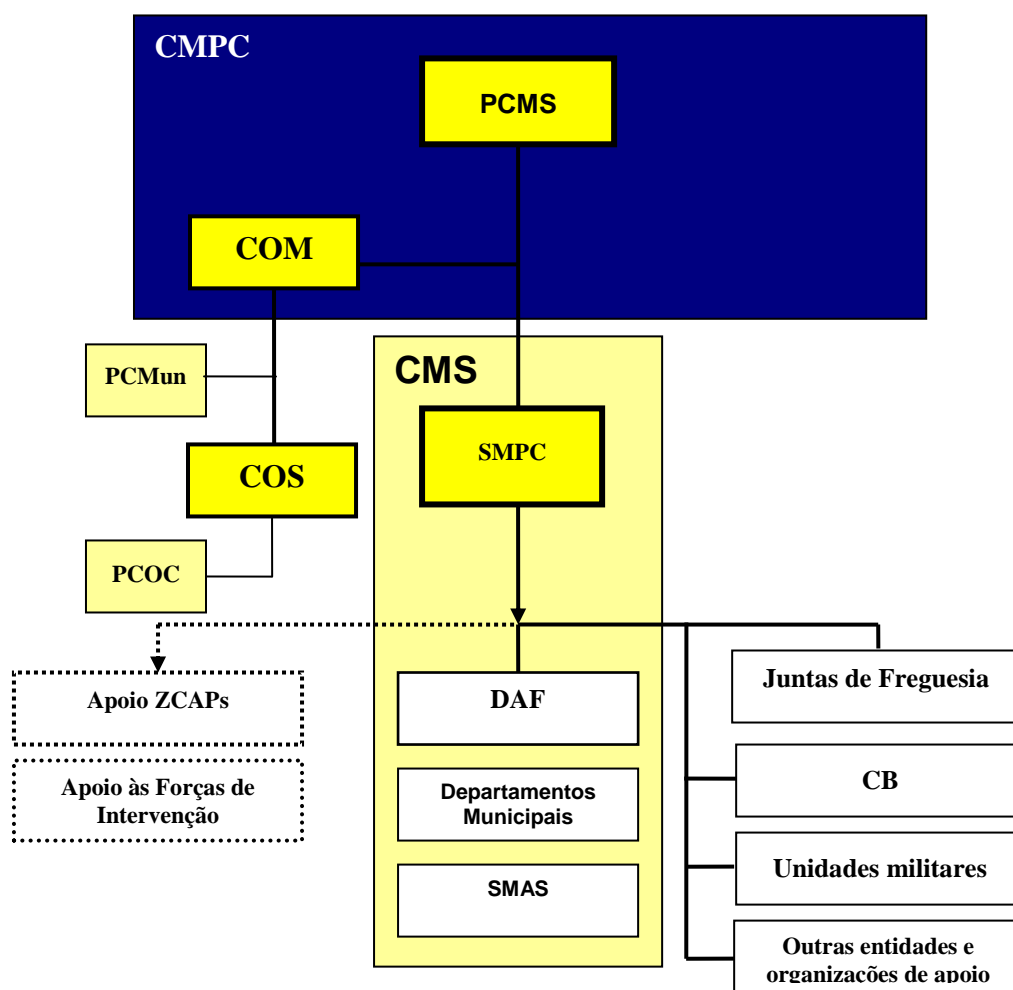 CMPC
PCMS
COM
PCMun
COS
PCOC
CMS
SMPC
Apoio ZCAPs
Apoio às Forças de
Intervenção
DAF
Departamentos
Municipais
SMAS
Juntas de Freguesia
CB
Unidades militares
Outras entidades e
organizações de apoio